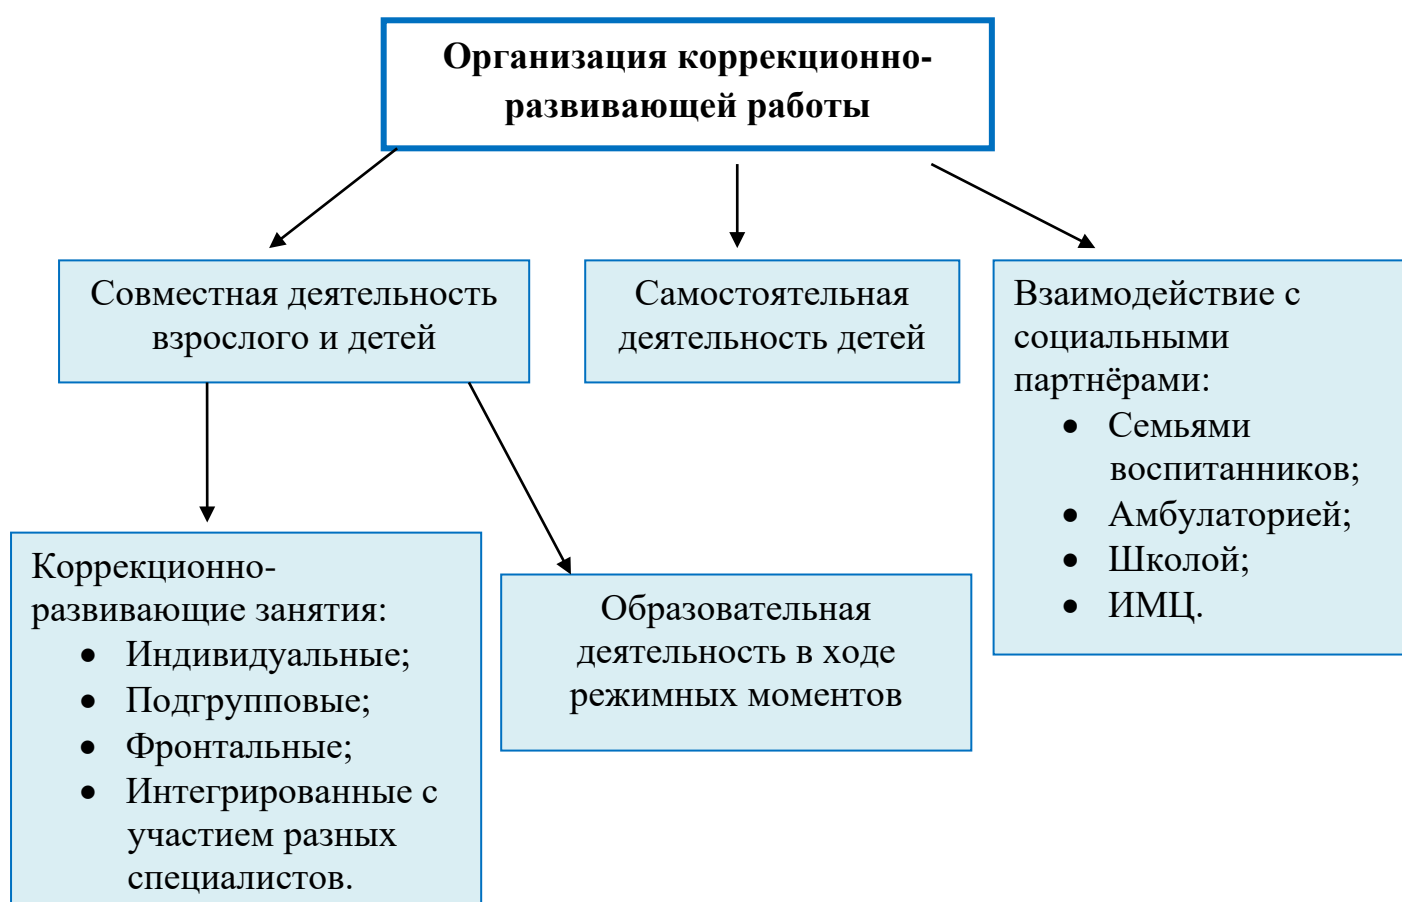 Организация коррекционно-
развивающей работы
Совместная деятельность
взрослого и детей
Самостоятельная
деятельность детей
Взаимодействие с
социальными
партнёрами:
• Семьями
воспитанников;
• Амбулаторией;
• Школой;
• ИМЦ.
Коррекционно-
развивающие занятия:
• Индивидуальные;
• Подгрупповые;
• Фронтальные;
• Интегрированные с
участием разных
специалистов.
Образовательная
деятельность в ходе
режимных моментов